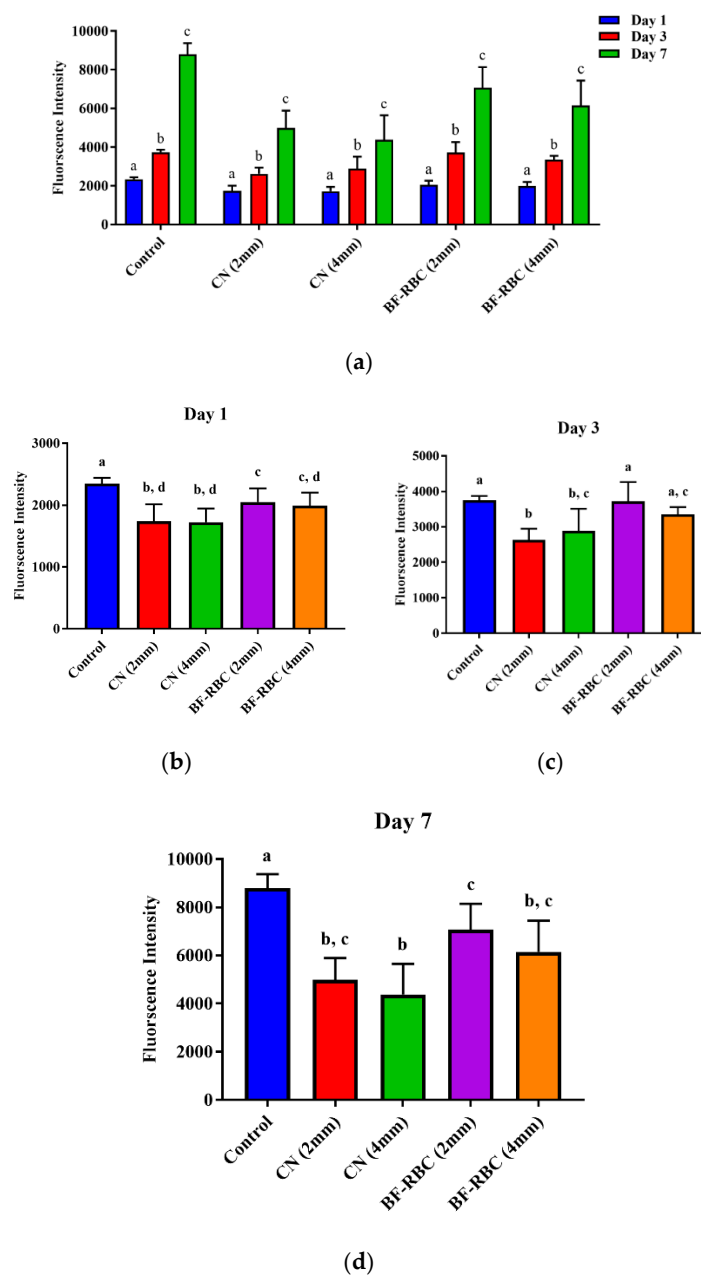 Day 1
Day 3
Day 7
Fluorscence Intensity
10000
8000
6000
4000
2000
0
a b c
a b c
a b c
a b c
a b c
Control
CN (2mm)
CN (4mm)
BF-RBC (2mm)
BF-RBC (4mm)
(a)
Day 1
Fluorescence Intensity
3000
2000
1000
0
a
b, d
b, d
c
c, d
Control
CN (2mm)
CN (4mm)
BF-RBC (2mm)
BF-RBC (4mm)
(b)
Day 3
Fluorescence Intensity
5000
4000
3000
2000
1000
0
a
b
b, c
a
a, c
Control
CN (2mm)
CN (4mm)
BF-RBC (2mm)
BF-RBC (4mm)
(c)
Day 7
Fluorescence Intensity
10000
8000
6000
4000
2000
0
a
b, c
b
c
b, c
Control
CN (2mm)
CN (4mm)
BF-RBC (2mm)
BF-RBC (4mm)
(d)